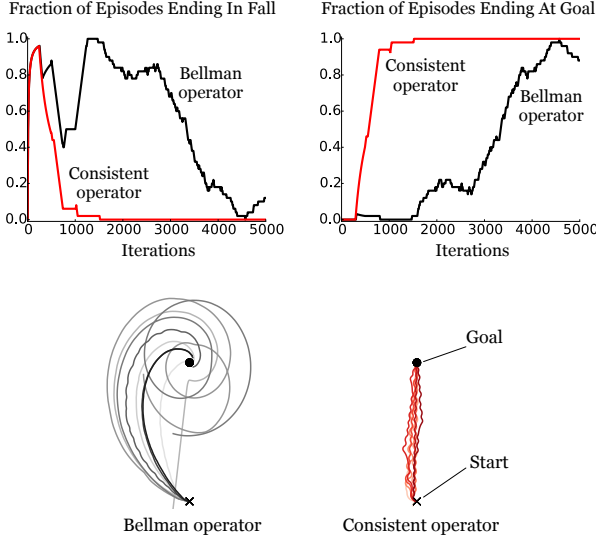 Fraction of Episodes Ending In Fall
Fraction of Episodes Ending At Goal
1.0
0.8
0.6
0.4
0.2
0.0
0
1000
2000
3000
4000
5000
Iterations
Bellman
operator
Consistent
operator
1.0
0.8
0.6
0.4
0.2
0.0
0
1000
2000
3000
4000
5000
Iterations
Consistent
operator
Bellman
operator
Goal
Start
Bellman operator
Consistent operator